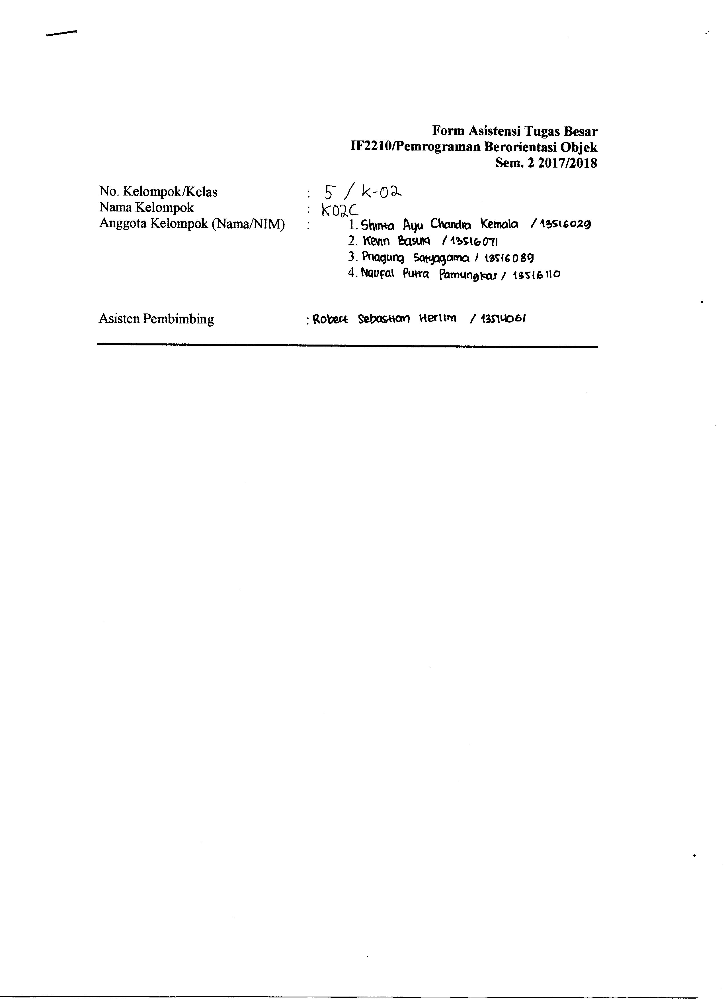 Form Asistensi Tugas Besar
IF2210/Pemrograman Berorientasi Objek
Sem. 2 2017/2018
No. Kelompok/Kelas : 5 / K-02
Nama Kelompok : K02C
Anggota Kelompok (Nama/NIM) : 1. Shinta Ayu Chandra Kemala / 13516029
2. Kevin Basuki / 13516071
3. Priagung Satyagama / 13516089
4. Naufal Putra Pamungkas / 13516110
Asisten Pembimbing : Robert Sebastian Herlim / 13514061